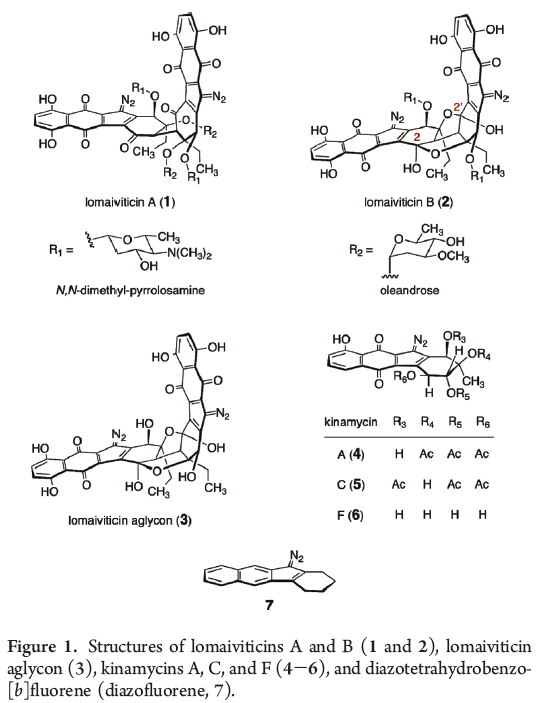 OH
OH
O
O
N2
R1
O
N2
HO
O
O
O
R2
O
CH3
HO
O
O
O
CH3
R2
R1
lomaiviticin A (1)
OH
OH
O
O
N2
R1
O
N2
2'
HO
O
O
OH
2
O
HO
O
HO
CH3
O
CH3
R1
lomaiviticin B (2)
R1 =
O
CH3
N(CH3)2
OH
N,N-dimethyl-pyrrolosamine
R2 =
CH3
O
OH
OCH3
oleandrose
OH
OH
O
O
N2
HO
N2
HO
O
O
OH
O
HO
O
HO
CH3
HO
CH3
lomaiviticin aglycon (3)
HO
O
N2
OR3
H
OR4
R6O
CH3
O
H
OR5
kinamycin R3 R4 R5 R6
A (4) H Ac Ac Ac
C (5) Ac H Ac Ac
F (6) H H H H
N2
7
Figure 1. Structures of lomaiviticins A and B (1 and 2), lomaiviticin
aglycon (3), kinamycins A, C, and F (4−6), and diazotetrahydrobenzo-
[b]fluorene (diazofluorene, 7).